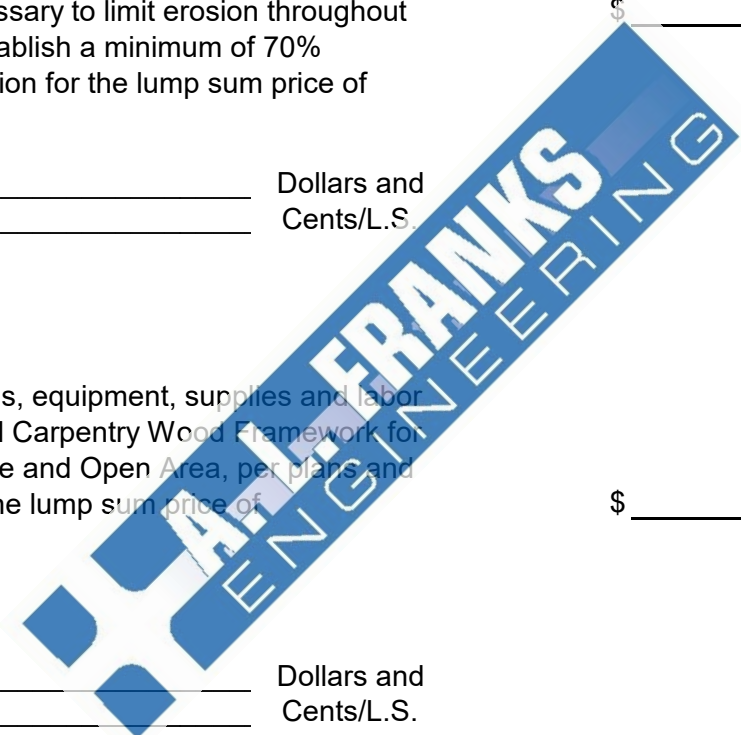 ssary to limit erosion throughout
$
ablish a minimum of 70%
ion for the lump sum price of
Dollars and
Cents/L.S.
A.L. FRANKS
ENGINEERING
s, equipment, supplies and labor
l Carpentry Wood Framework for
e and Open Area, per plans and
he lump sum price of
$
Dollars and
Cents/L.S.